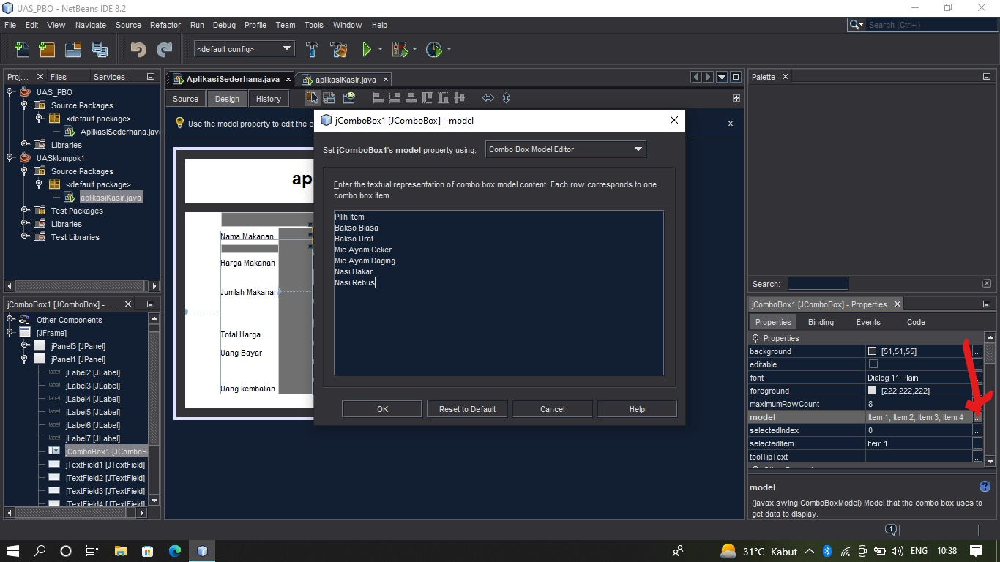 UAS_PBO - NetBeans IDE 8.2
File Edit View Navigate Source Refactor Run Debug Profile Team Tools Window Help
Search (Ctrl+I)
<default config>
Proj... Files Services
AplikasiSederhana.java
aplikasiKasir.java
Palette
Source Design History
UAS_PBO
Source Packages
<default package>
AplikasiSederhana.java
Libraries
UASklompok1
Source Packages
<default package>
aplikasiKasir.java
Test Packages
Libraries
Test Libraries
Use the model property to edit the c
x
ap
Nama Makanan
Harga Makanan
Jumlah Makanan
Total Harga
Uang Bayar
Uang kembalian
jComboBox1 [JComboBox] - model
Set jComboBox1's model property using: Combo Box Model Editor
Enter the textual representation of combo box model content. Each row corresponds to one
combo box item.
Pilih Item
Bakso Biasa
Bakso Urat
Mie Ayam Ceker
Mie Ayam Daging
Nasi Bakar
Nasi Rebus
OK Reset to Default Cancel Help
Search:
jComboBox1 [JComboBox] - ...
Other Components
[JFrame]
jPanel3 [JPanel]
jPanel1 [JPanel]
label jLabel2 [JLabel]
label jLabel3 [JLabel]
label jLabel4 [JLabel]
label jLabel5 [JLabel]
label jLabel6 [JLabel]
label jLabel7 [JLabel]
jComboBox1 [JComboB
jTextField1 [JTextField]
jTextField2 [JTextField]
jTextField3 [JTextField]
jTextField4 [JTextField]
jComboBox1 [JComboBox] - Properties
Properties Binding Events Code
Properties
background [51,51,55] ...
editable
font Dialog 11 Plain
foreground [222,222,222]
maximumRowCount 8
model Item 1, Item 2, Item 3, Item 4 ...
selectedIndex 0 ...
selectedItem Item 1 ...
toolTipText ...
model
(javax.swing.ComboBoxModel) Model that the combo box uses to
get data to display.
1
31°C Kabut ENG 10:38